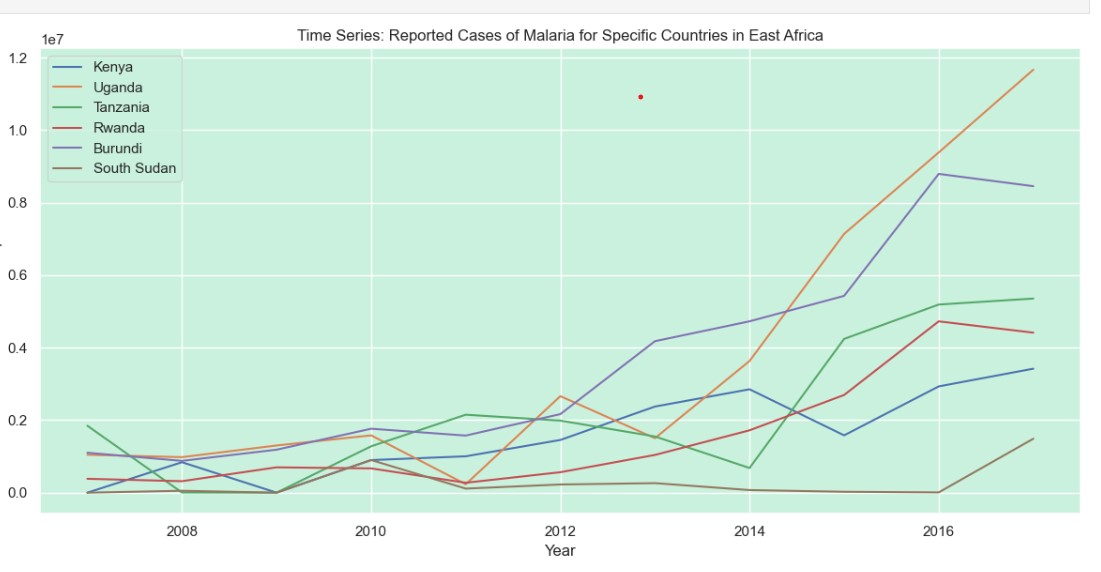 1e7
Time Series: Reported Cases of Malaria for Specific Countries in East Africa
1.2
1.0
0.8
0.6
0.4
0.2
0.0
Kenya
Uganda
Tanzania
Rwanda
Burundi
South Sudan
2008 2010 2012 2014 2016
Year